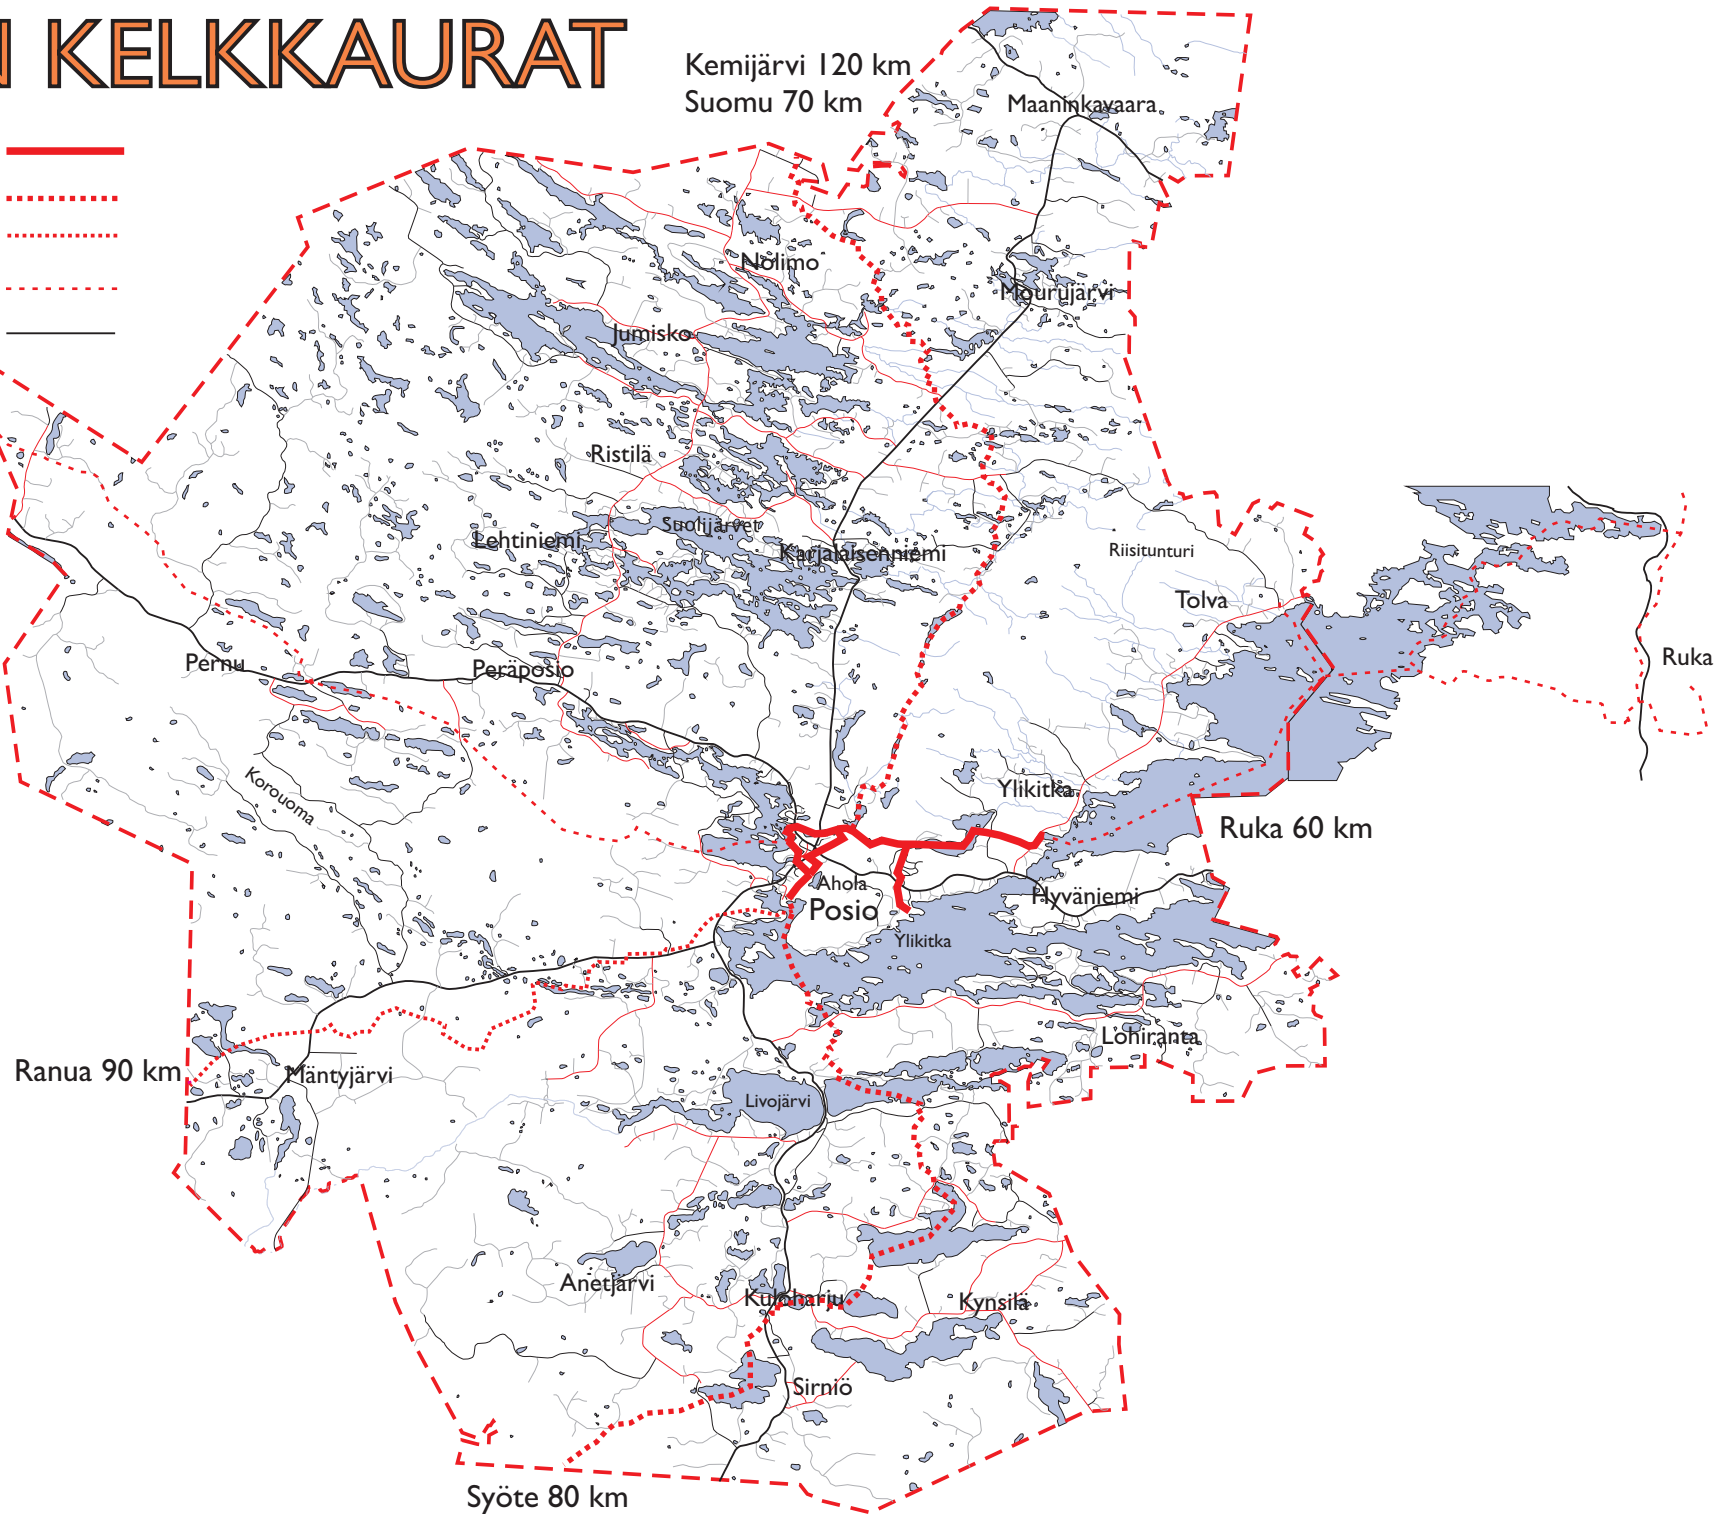 N KELKKAURAT
Kemijärvi 120 km
Suomu 70 km
Maaninkavaara
Nolimo
Mourujärvi
Jumisko
Ristilä
Suolijärvet
Lehtiniemi
Karjalaisenniemi
Riisitunturi
Tolva
Ruka
Pernu
Peräposio
Korouoma
Ylikitka
Ruka 60 km
Ahola
Posio
Hyväniemi
Ylikitka
Lohiranta
Ranua 90 km
Mäntyjärvi
Livojärvi
Anetjärvi
Kuloharju
Kynsilä
Sirniö
Syöte 80 km